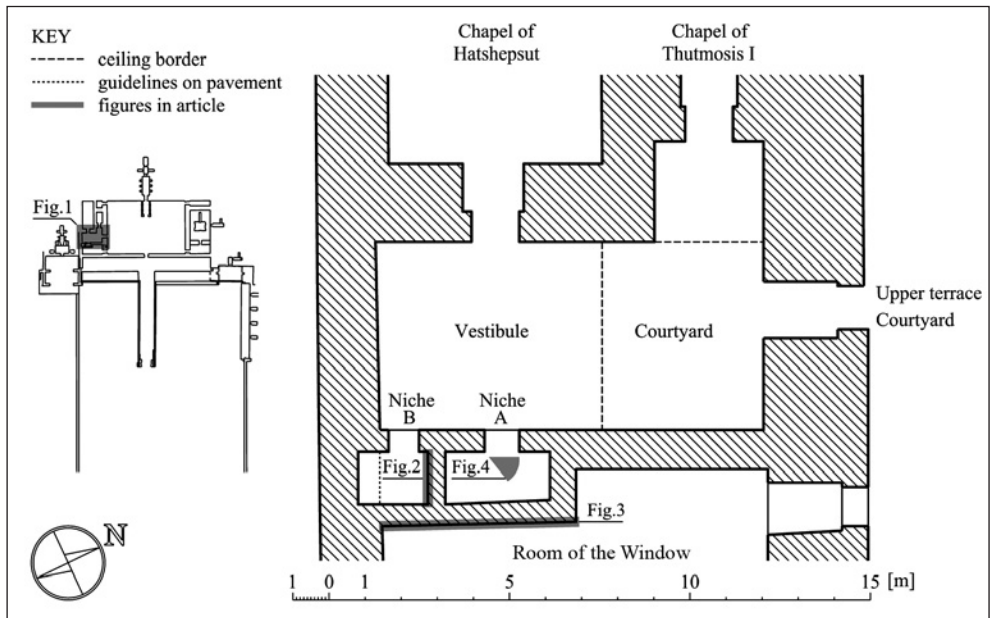 KEY
ceiling border
guidelines on pavement
figures in article
Fig.1
N
Chapel of
Hatshepsut
Chapel of
Thutmosis I
Upper terrace
Courtyard
Vestibule
Courtyard
Niche
B
Niche
A
Fig.2
Fig.4
Fig.3
Room of the Window
1 0 1 5 10 15 [m]